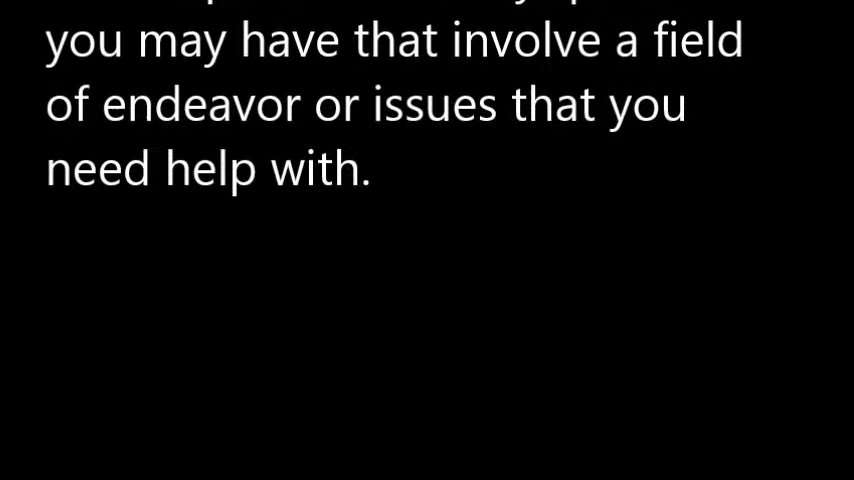 you may have that involve a field
of endeavor or issues that you
need help with.